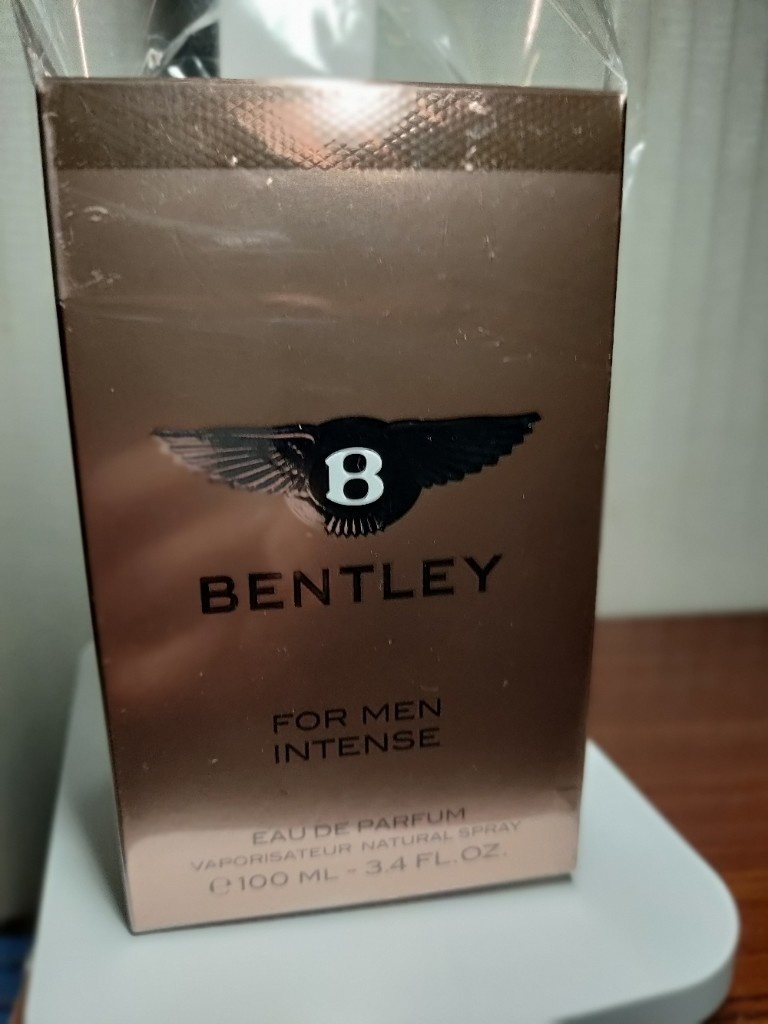 B
BENTLEY
FOR MEN
INTENSE
EAU DE PARFUM
VAPORISATEUR NATURAL SPRAY
℮100 ML - 3.4 FL.OZ.